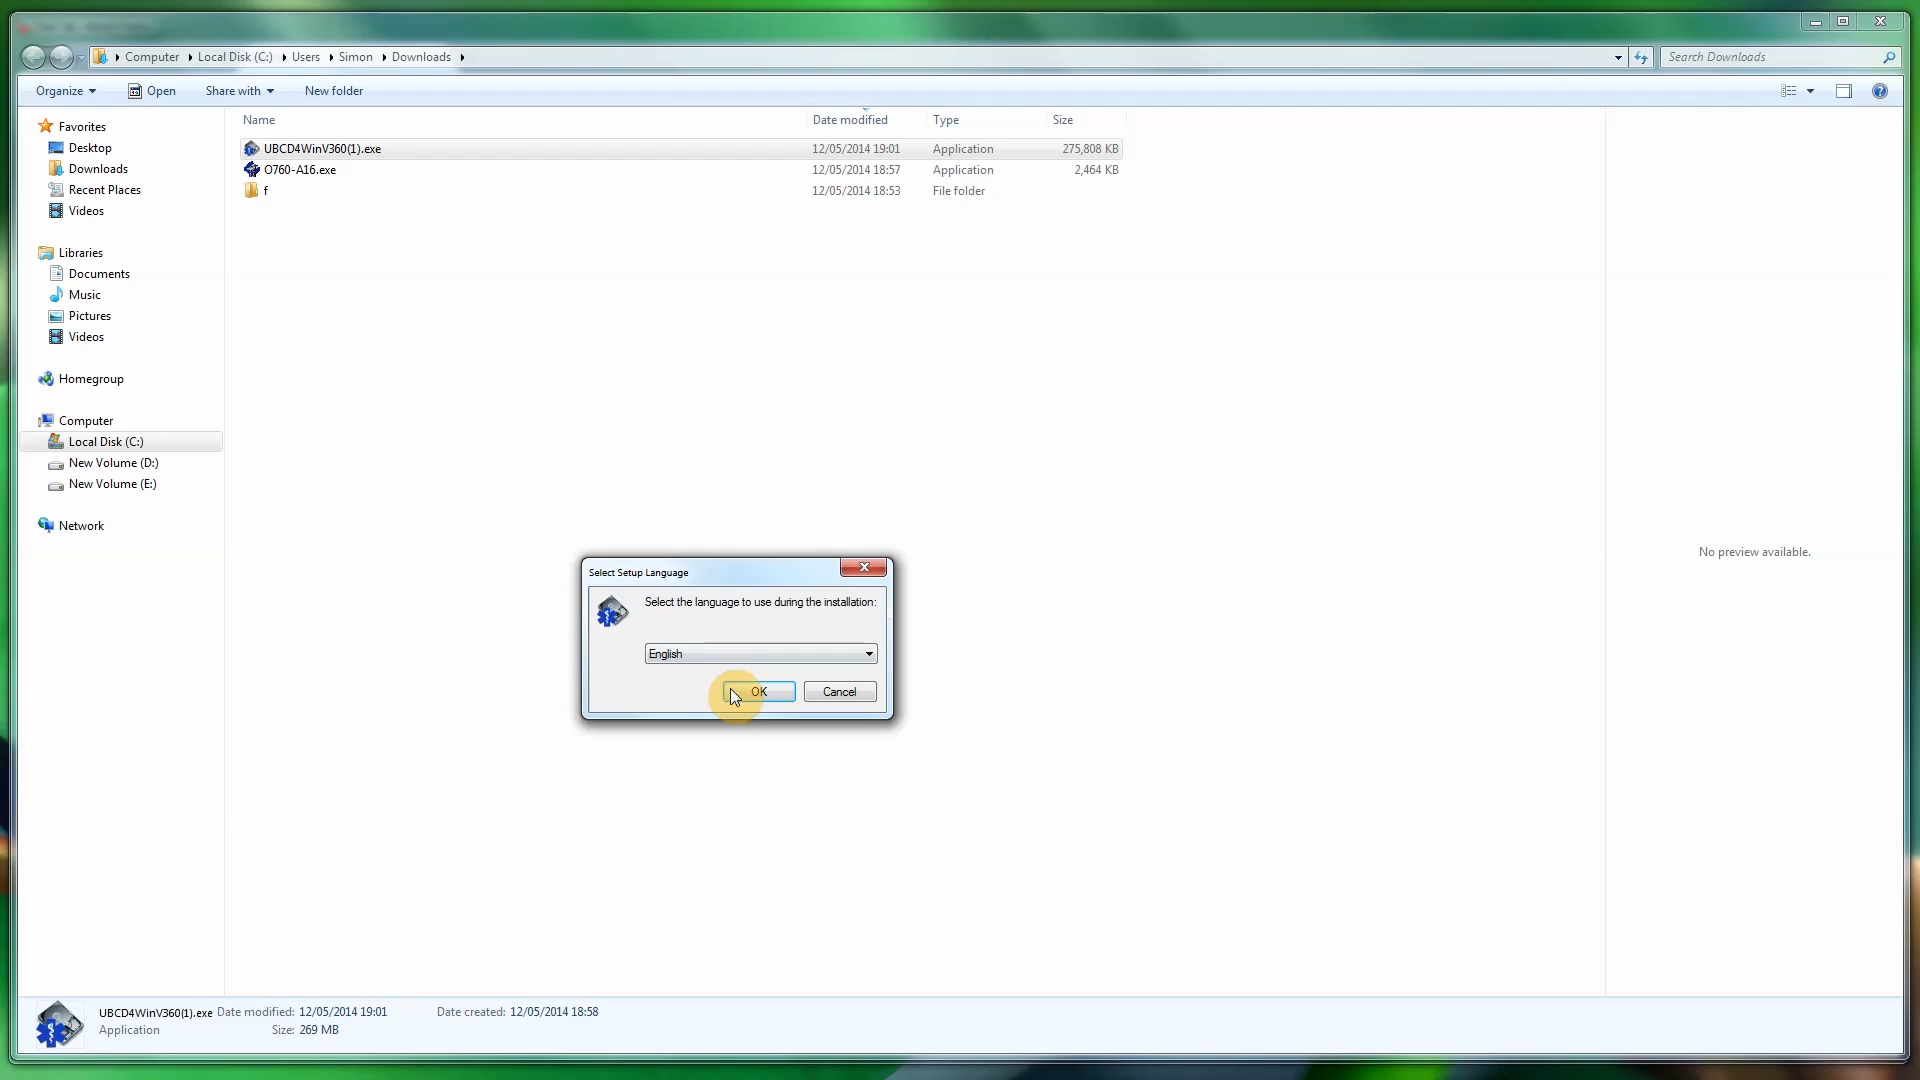 Computer Local Disk (C:) Users Simon Downloads
Search Downloads
Organize Open Share with New folder
Name Date modified Type Size
UBCD4WinV360(1).exe 12/05/2014 19:01 Application 275,808 KB
O760-A16.exe 12/05/2014 18:57 Application 2,464 KB
f 12/05/2014 18:53 File folder
Favorites
Desktop
Downloads
Recent Places
Videos
Libraries
Documents
Music
Pictures
Videos
Homegroup
Computer
Local Disk (C:)
New Volume (D:)
New Volume (E:)
Network
No preview available.
Select Setup Language
Select the language to use during the installation:
English
OK Cancel
UBCD4WinV360(1).exe Date modified: 12/05/2014 19:01 Date created: 12/05/2014 18:58
Application Size: 269 MB